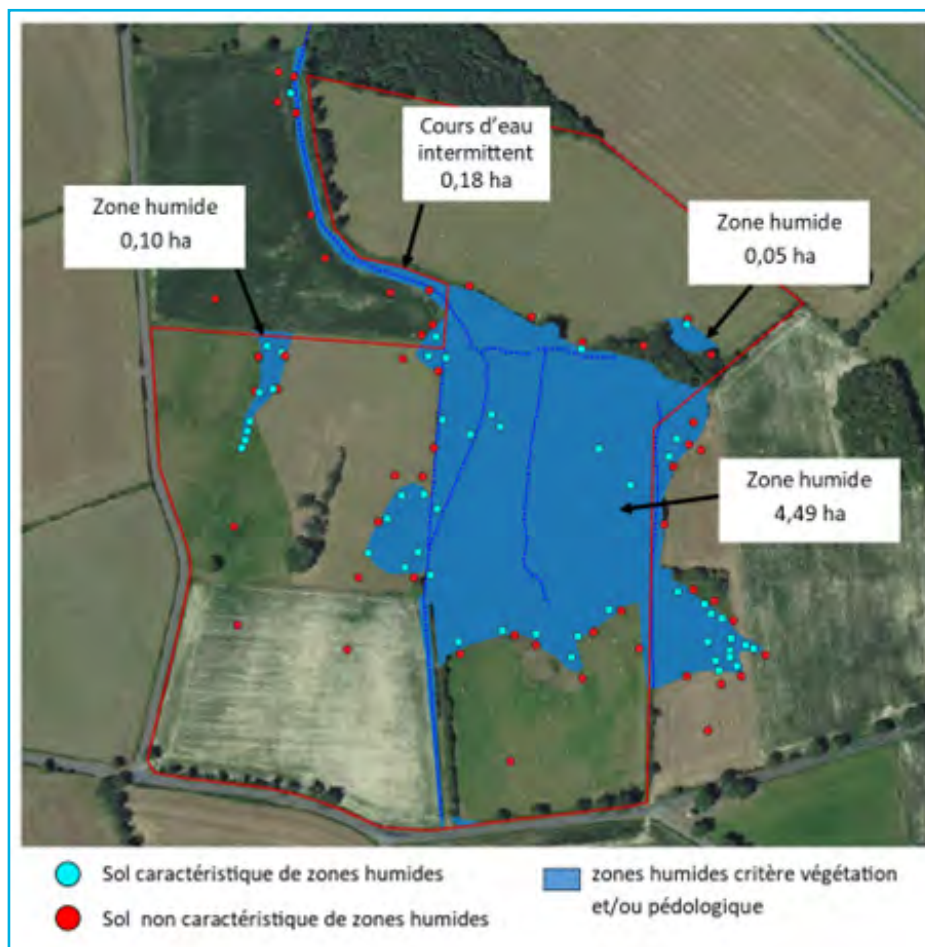 Cours d'eau
intermittent
0,18 ha
Zone humide
0,10 ha
Zone humide
0,05 ha
Zone humide
4,49 ha
Sol caractéristique de zones humides
Sol non caractéristique de zones humides
zones humides critère végétation
et/ou pédologique